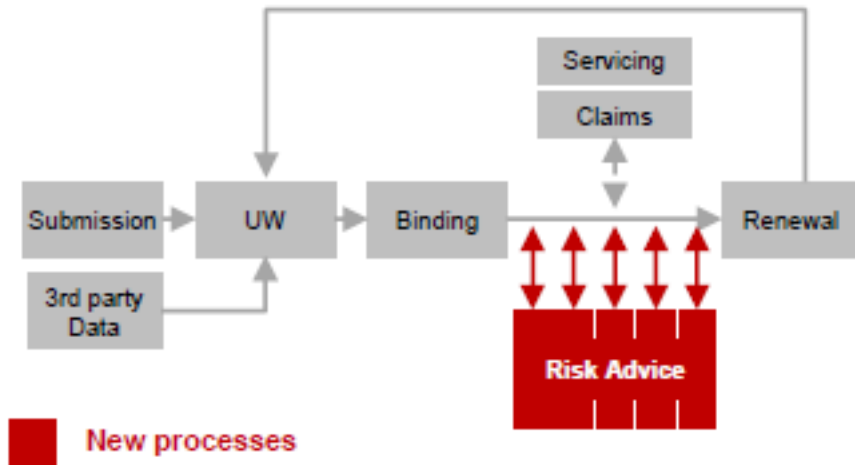 Servicing
Claims
Submission
UW
Binding
Renewal
3rd party
Data
Risk Advice
New processes